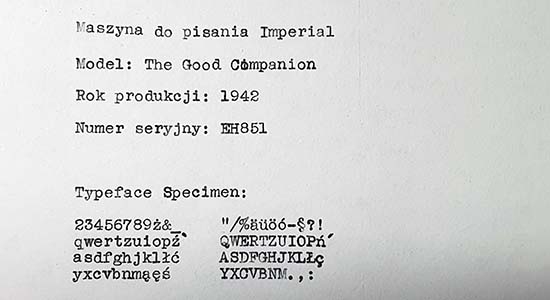 Maszyna do pisania Imperial
Model: The Good Companion
Rok produkcji: 1942
Numer seryjny: EH851
Typeface Specimen:
23456789ż&_ "/%äüöó-§?!
qwertzuiopź` QWERTZUIOPń´
asdfghjklłć ASDFGHJKLŁç
yxcvbnmąęś YXCVBNM.,: